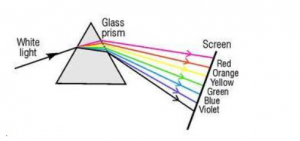 Glass
prism
White
light
Screen
Red
Orange
Yellow
Green
Blue
Violet